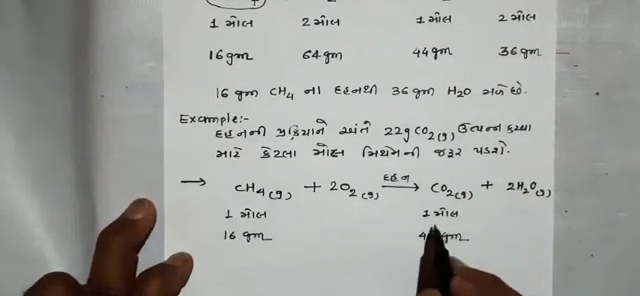 1 મોલ 2 મોલ 1 મોલ 2 મોલ
16 gm 64 gm 44 gm 36 gm
16 gm CH4 ના દહનથી 36 gm H2O મળે છે.
Example:-
દહનની પ્રક્રિયાને અંતે 22g CO2(g) ઉત્પન્ન કરવા
માટે કેટલા મોલ મિથેનની જરૂર પડશે.
→ CH4(g) + 2O2(g) દહન→ CO2(g) + 2H2O(g)
1 મોલ 1 મોલ
16 gm gm